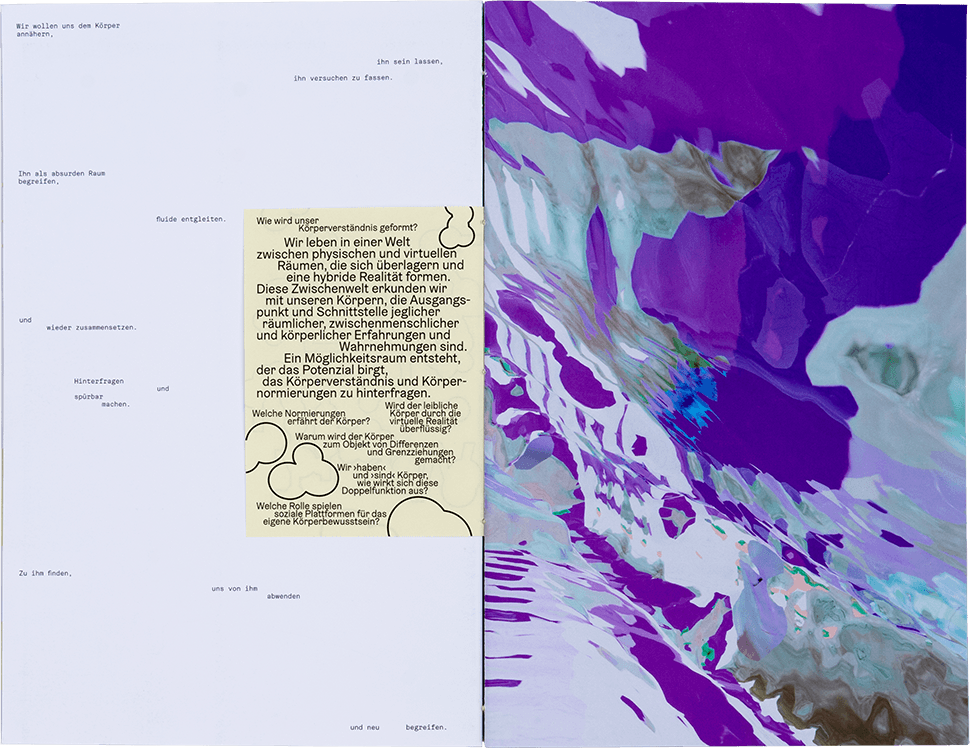 Wir wollen uns dem Körper
annähern,
ihn sein lassen,
ihn versuchen zu fassen.
Ihn als absurden Raum
begreifen,
fluide entgleiten.
und
wieder zusammensetzen.
Hinterfragen
und
spürbar
machen.
Zu ihm finden,
uns von ihm
abwenden
und neu begreifen.
Wie wird unser
Körperverständnis geformt?
Wir leben in einer Welt
zwischen physischen und virtuellen
Räumen, die sich überlagern und
eine hybride Realität formen.
Diese Zwischenwelt erkunden wir
mit unseren Körpern, die Ausgangs-
punkt und Schnittstelle jeglicher
räumlicher, zwischenmenschlicher
und körperlicher Erfahrungen und
Wahrnehmungen sind.
Ein Möglichkeitsraum entsteht,
der das Potenzial birgt,
das Körperverständnis und Körper-
normierungen zu hinterfragen.
Welche Normierungen
erfährt der Körper?
Wird der leibliche
Körper durch die
virtuelle Realität
überflüssig?
Warum wird der Körper
zum Objekt von Differenzen
und Grenzziehungen
gemacht?
Wir ›haben‹
und ›sind‹ Körper,
wie wirkt sich diese
Doppelfunktion aus?
Welche Rolle spielen
soziale Plattformen für das
eigene Körperbewusstsein?